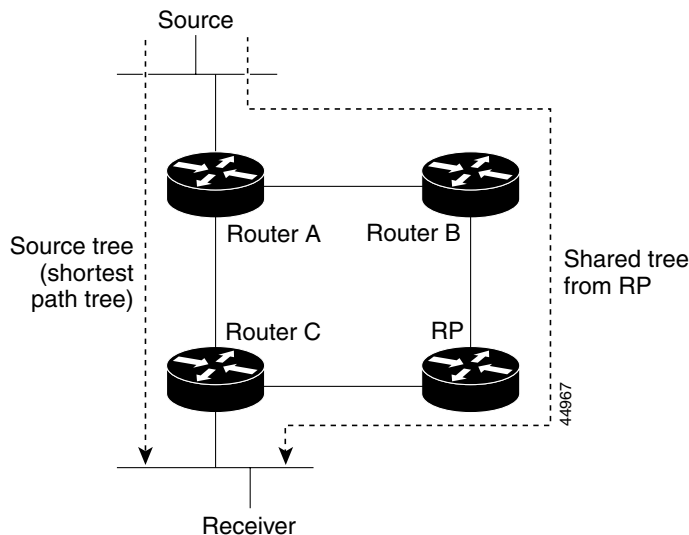 Source
Router A
Router B
Source tree
(shortest
path tree)
Shared tree
from RP
Router C
RP
44967
Receiver